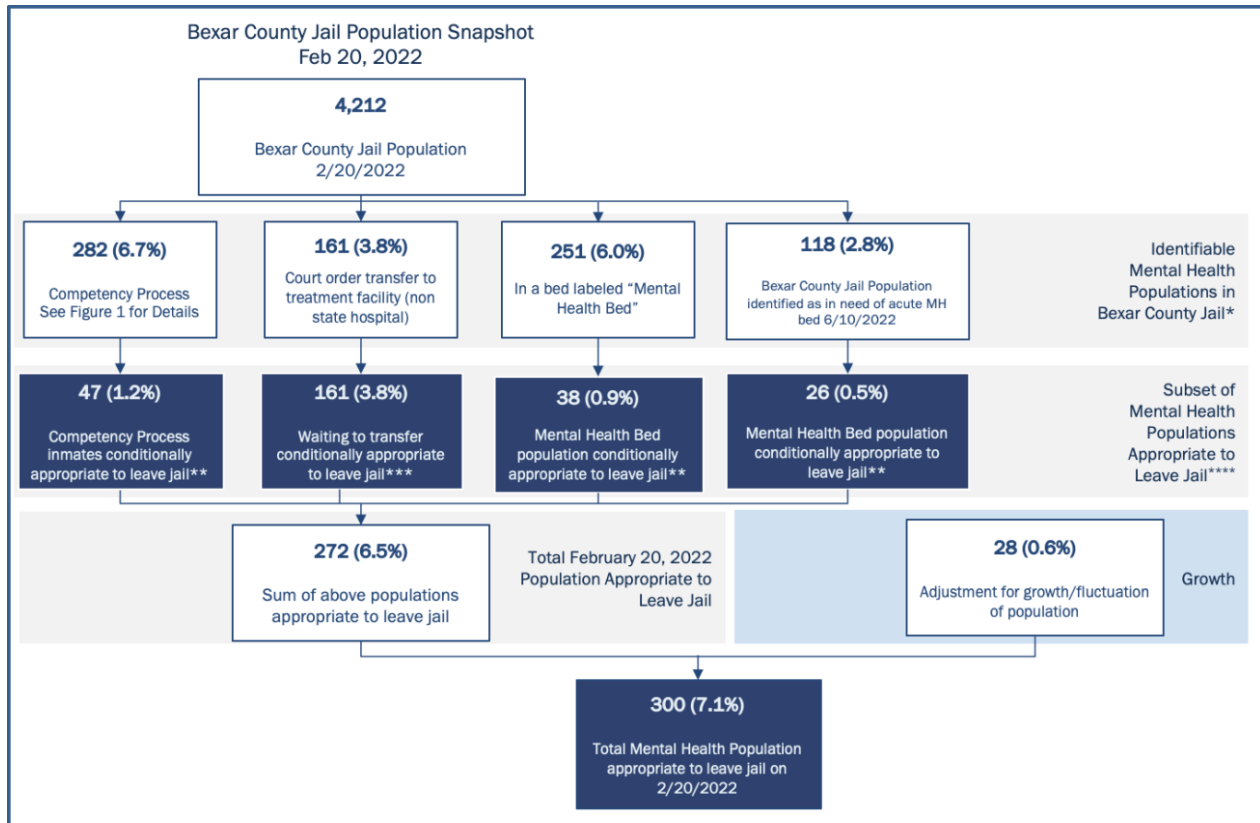 Bexar County Jail Population Snapshot
Feb 20, 2022
4,212
Bexar County Jail Population
2/20/2022
282 (6.7%)
Competency Process
See Figure 1 for Details
161 (3.8%)
Court order transfer to
treatment facility (non
state hospital)
251 (6.0%)
In a bed labeled “Mental
Health Bed”
118 (2.8%)
Bexar County Jail Population
identified as in need of acute MH
bed 6/10/2022
Identifiable
Mental Health
Populations in
Bexar County Jail*
47 (1.2%)
Competency Process
inmates conditionally
appropriate to leave jail**
161 (3.8%)
Waiting to transfer
conditionally appropriate
to leave jail***
38 (0.9%)
Mental Health Bed
population conditionally
appropriate to leave jail**
26 (0.5%)
Mental Health Bed population
conditionally appropriate to
leave jail**
Subset of
Mental Health
Populations
Appropriate to
Leave Jail****
272 (6.5%)
Sum of above populations
appropriate to leave jail
Total February 20, 2022
Population Appropriate to
Leave Jail
28 (0.6%)
Adjustment for growth/fluctuation
of population
Growth
300 (7.1%)
Total Mental Health Population
appropriate to leave jail on
2/20/2022